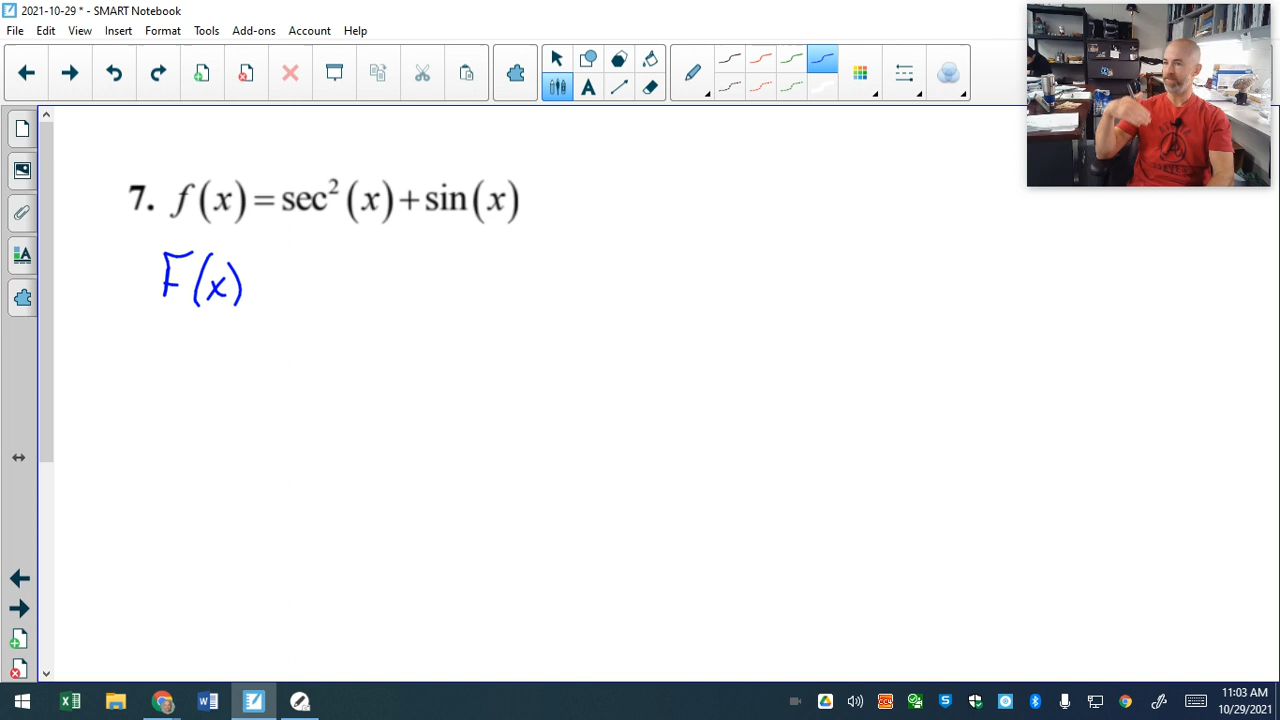 2021-10-29 * - SMART Notebook
File Edit View Insert Format Tools Add-ons Account Help
7. f(x)=sec²(x)+sin(x)
F(x)
11:03 AM
10/29/2021